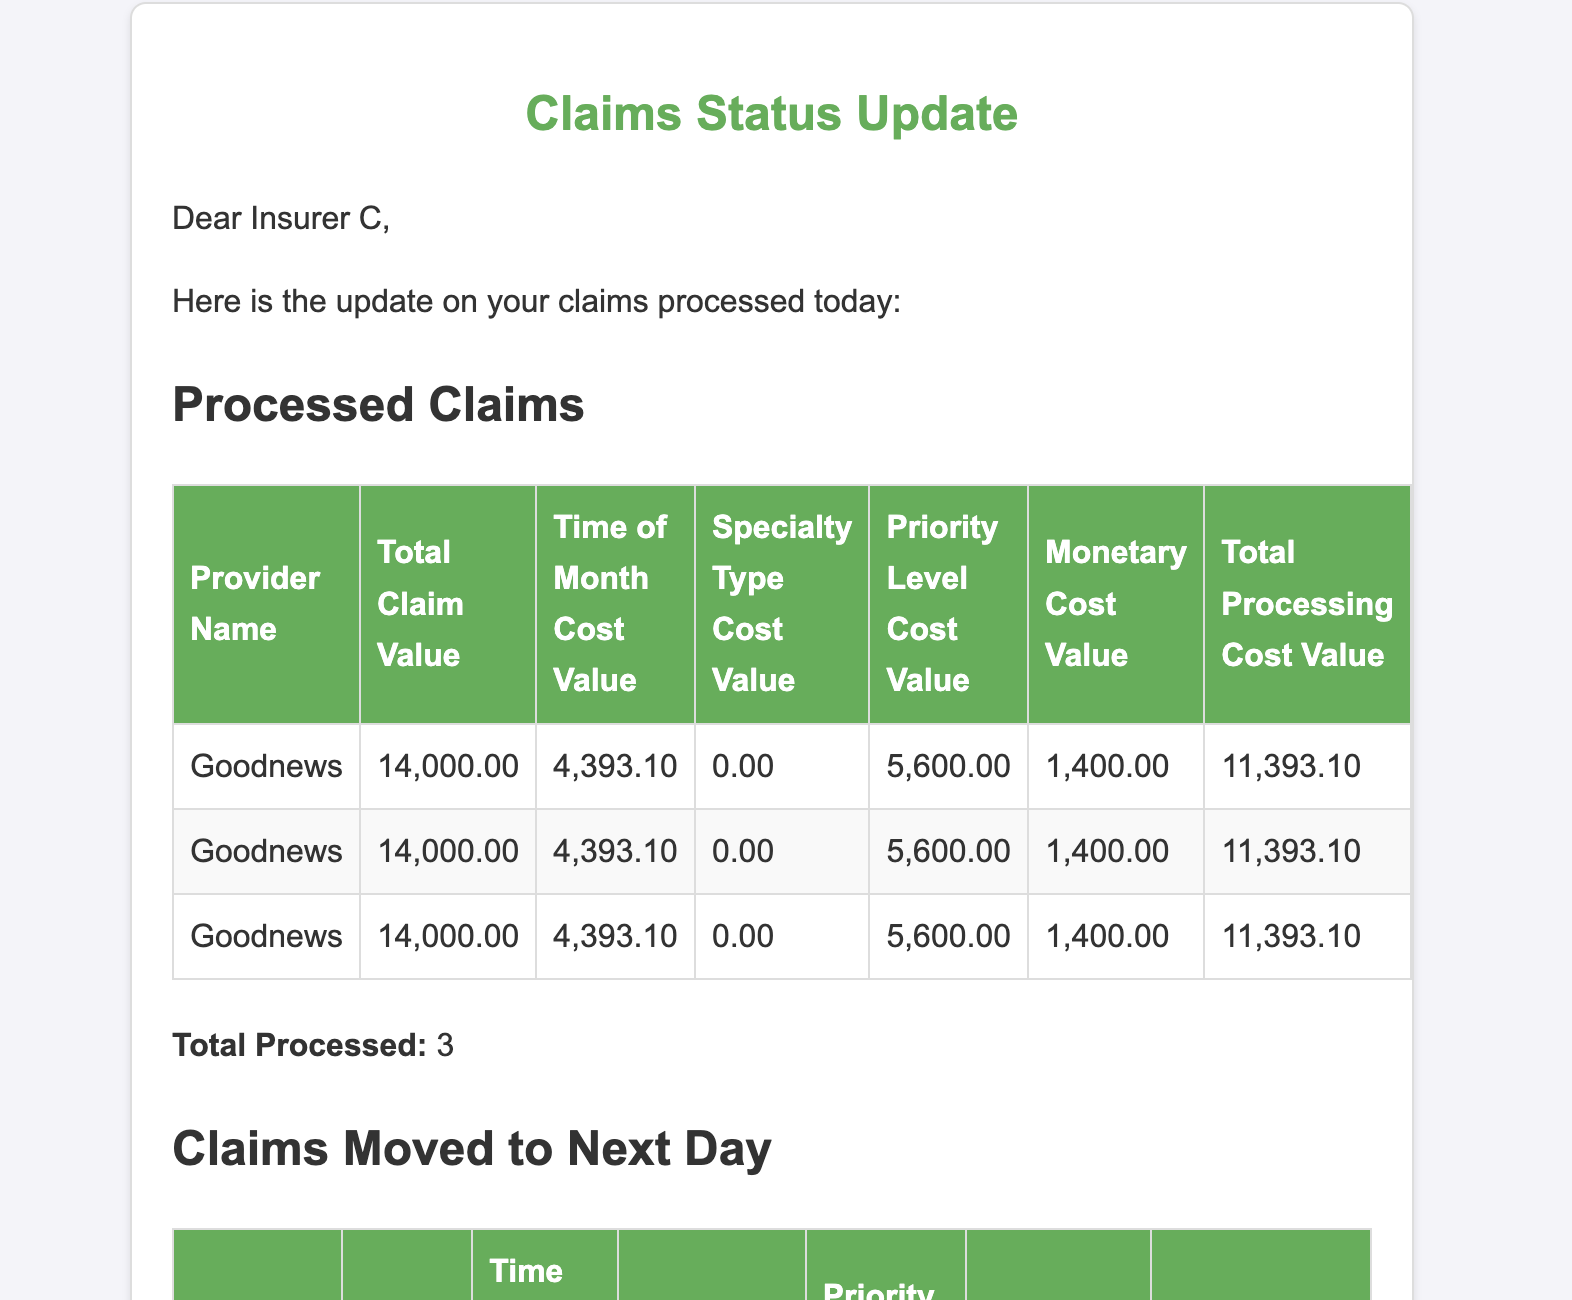 Claims Status Update
Dear Insurer C,
Here is the update on your claims processed today:
Processed Claims
Provider Name Total Claim Value Time of Month Cost Value Specialty Type Cost Value Priority Level Cost Value Monetary Cost Value Total Processing Cost Value
Goodnews 14,000.00 4,393.10 0.00 5,600.00 1,400.00 11,393.10
Goodnews 14,000.00 4,393.10 0.00 5,600.00 1,400.00 11,393.10
Goodnews 14,000.00 4,393.10 0.00 5,600.00 1,400.00 11,393.10
Total Processed: 3
Claims Moved to Next Day
Time
Priority